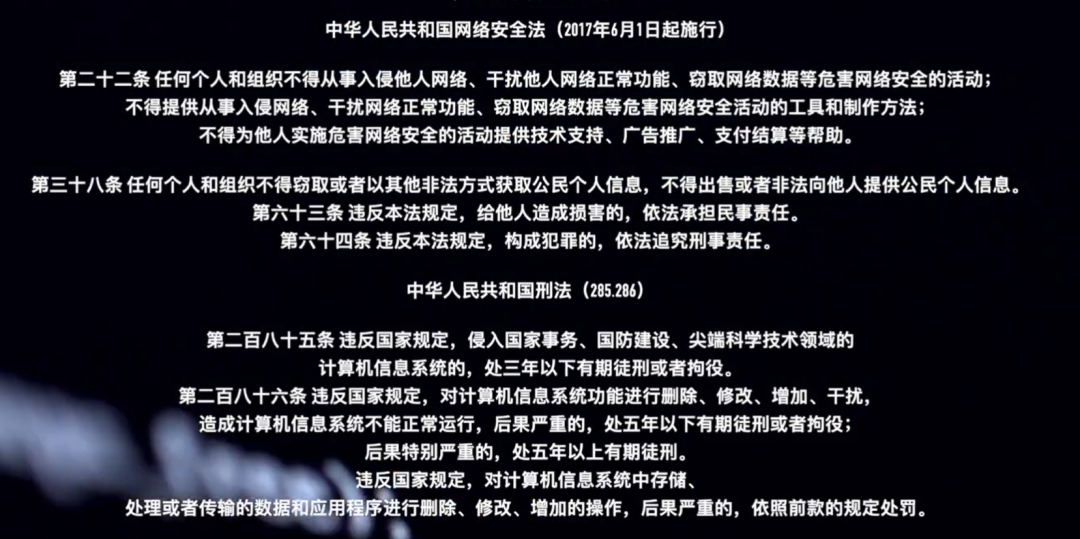 中华人民共和国网络安全法（2017年6月1日起施行）
第二十二条 任何个人和组织不得从事入侵他人网络、干扰他人网络正常功能、窃取网络数据等危害网络安全的活动；
不得提供从事入侵网络、干扰网络正常功能、窃取网络数据等危害网络安全活动的工具和制作方法；
不得为他人实施危害网络安全的活动提供技术支持、广告推广、支付结算等帮助。
第三十八条 任何个人和组织不得窃取或者以其他非法方式获取公民个人信息，不得出售或者非法向他人提供公民个人信息。
第六十三条 违反本法规定，给他人造成损害的，依法承担民事责任。
第六十四条 违反本法规定，构成犯罪的，依法追究刑事责任。
中华人民共和国刑法（285.286）
第二百八十五条 违反国家规定，侵入国家事务、国防建设、尖端科学技术领域的
计算机信息系统的，处三年以下有期徒刑或者拘役。
第二百八十六条 违反国家规定，对计算机信息系统功能进行删除、修改、增加、干扰，
造成计算机信息系统不能正常运行，后果严重的，处五年以下有期徒刑或者拘役；
后果特别严重的，处五年以上有期徒刑。
违反国家规定，对计算机信息系统中存储、
处理或者传输的数据和应用程序进行删除、修改、增加的操作，后果严重的，依照前款的规定处罚。